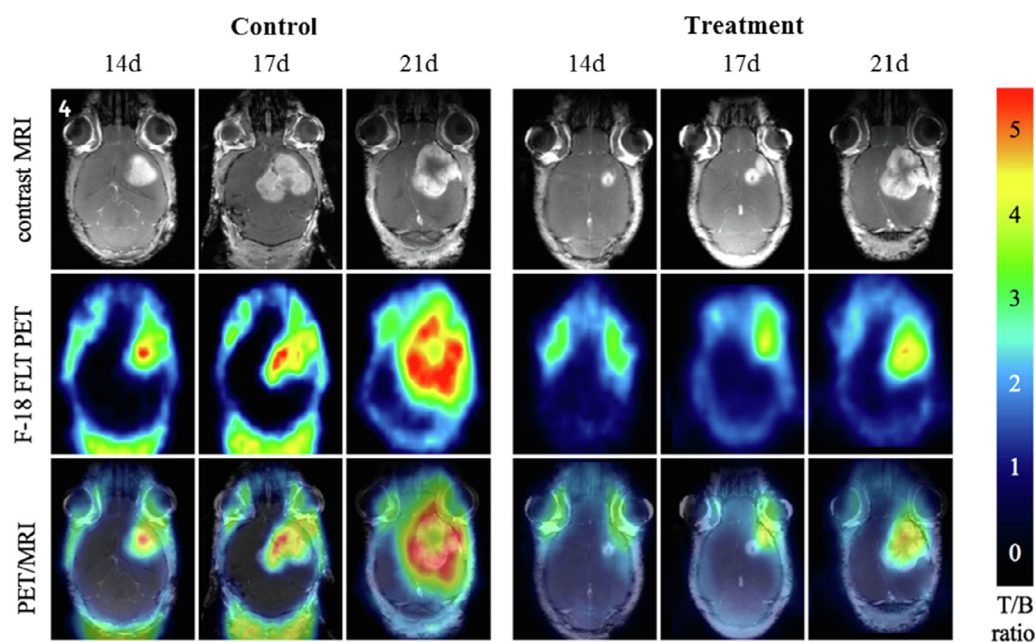 Control Treatment
14d 17d 21d 14d 17d 21d
4
contrast MRI
F-18 FLT PET
PET/MRI
5
4
3
2
1
0
T/B
ratio